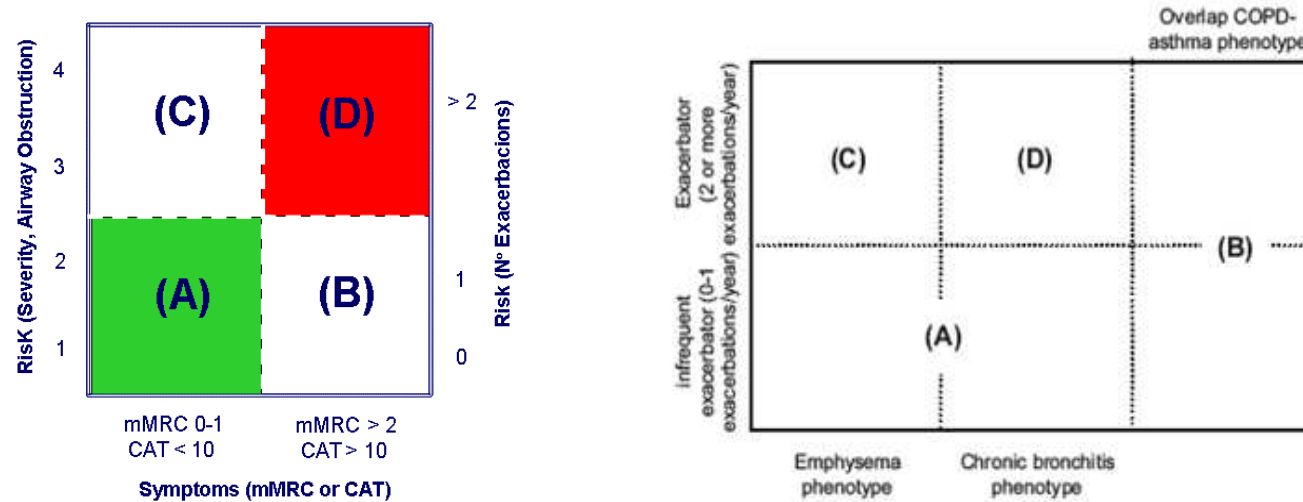 RisK (Severity, Airway Obstruction)
4
3
2
1
(C)
(D)
(A)
(B)
> 2
1
0
Risk (Nº Exacerbacions)
mMRC 0-1
CAT < 10
mMRC > 2
CAT > 10
Symptoms (mMRC or CAT)
Overlap COPD-
asthma phenotype
Exacerbator
(2 or more
exacerbations/year)
infrequent
exacerbator (0-1
exacerbations/year)
(C)
(D)
(B)
(A)
Emphysema
phenotype
Chronic bronchitis
phenotype